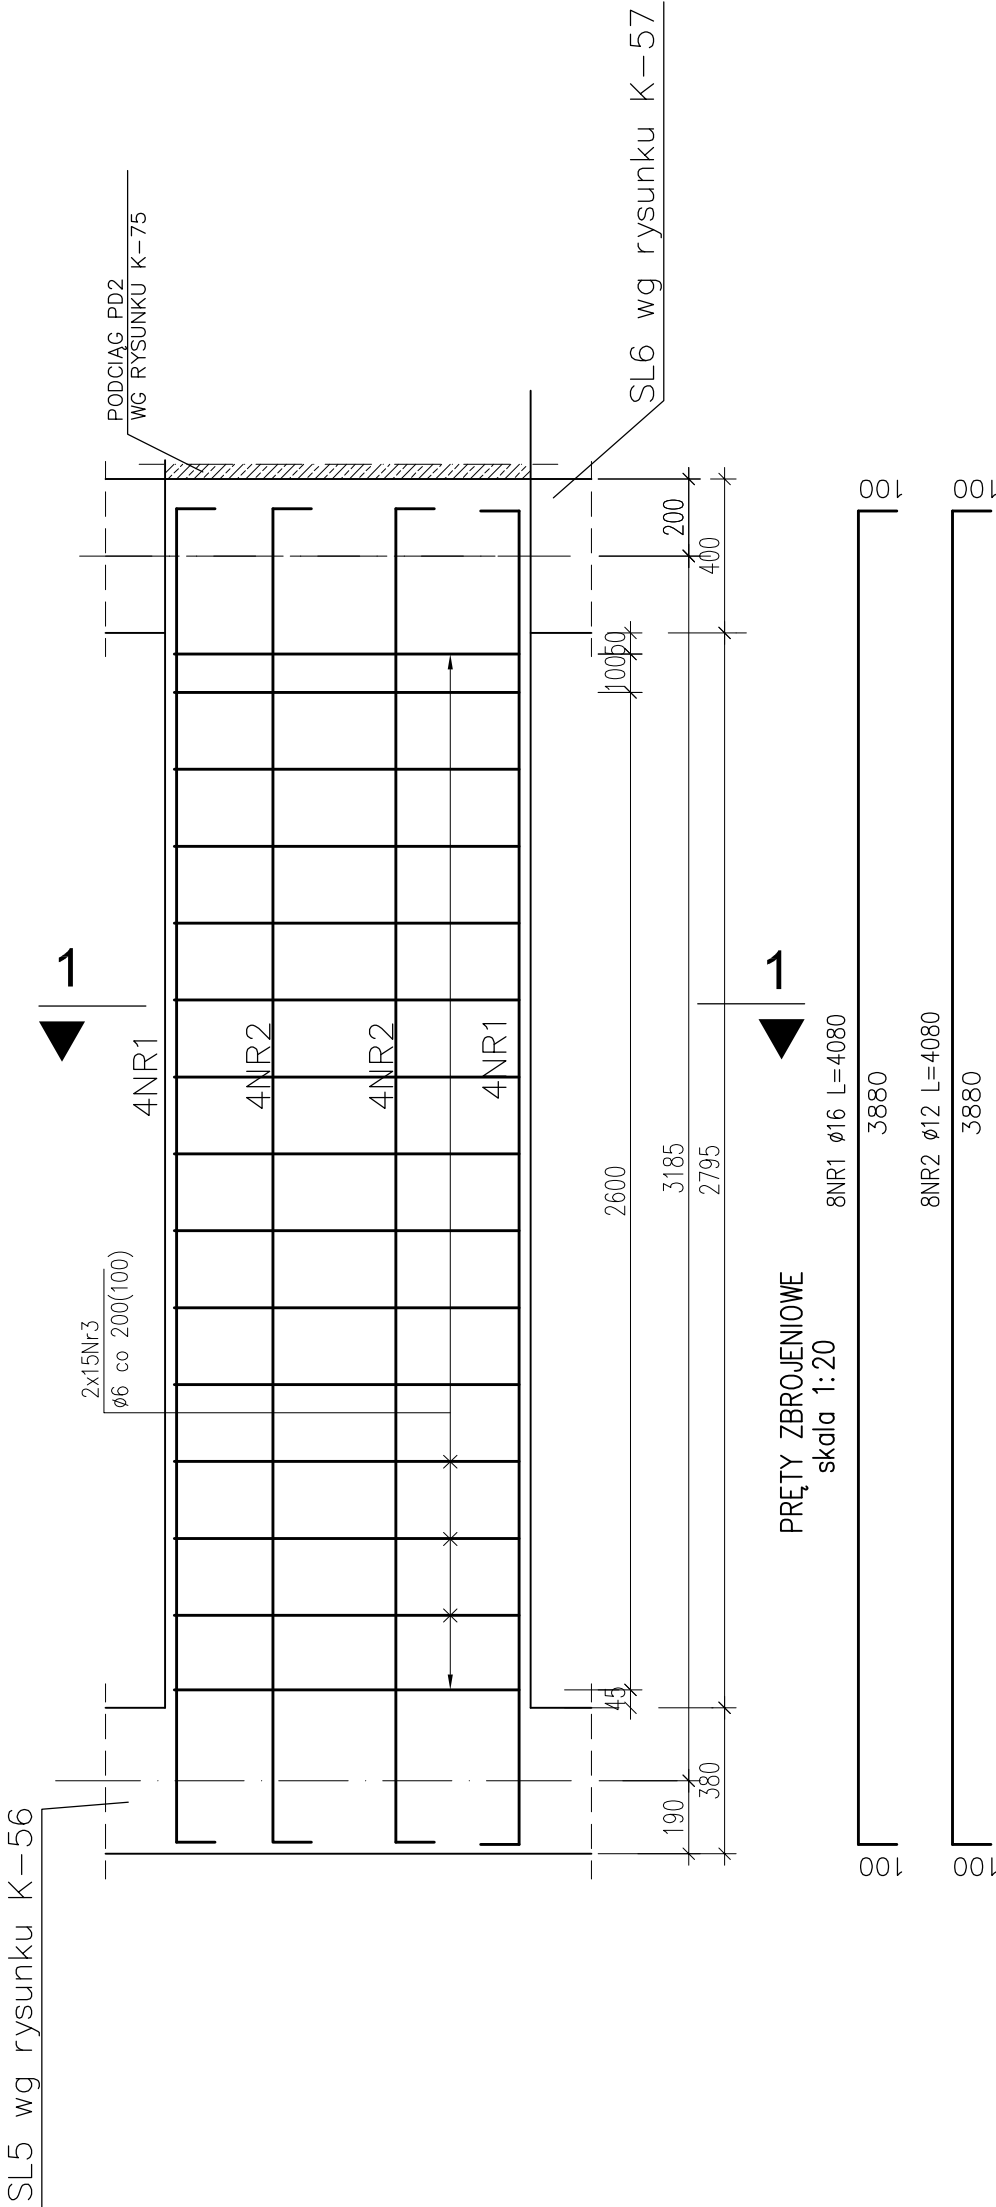 SL5 wg rysunku K-56
PODCIĄG PD2
WG RYSUNKU K-75
SL6 wg rysunku K-57
1
1
2x15Nr3
ø6 co 200(100)
4NR1
4NR2
4NR2
4NR1
45
2600
100
50
190
3185
200
380
2795
400
PRĘTY ZBROJENIOWE
skala 1:20
8NR1 ø16 L=4080
100
3880
100
8NR2 ø12 L=4080
100
3880
100